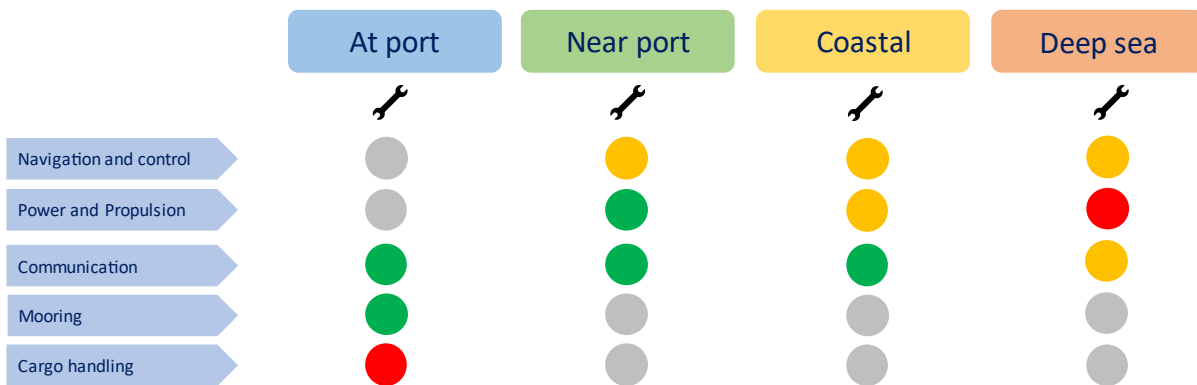 At port
Near port
Coastal
Deep sea
Navigation and control
Power and Propulsion
Communication
Mooring
Cargo handling